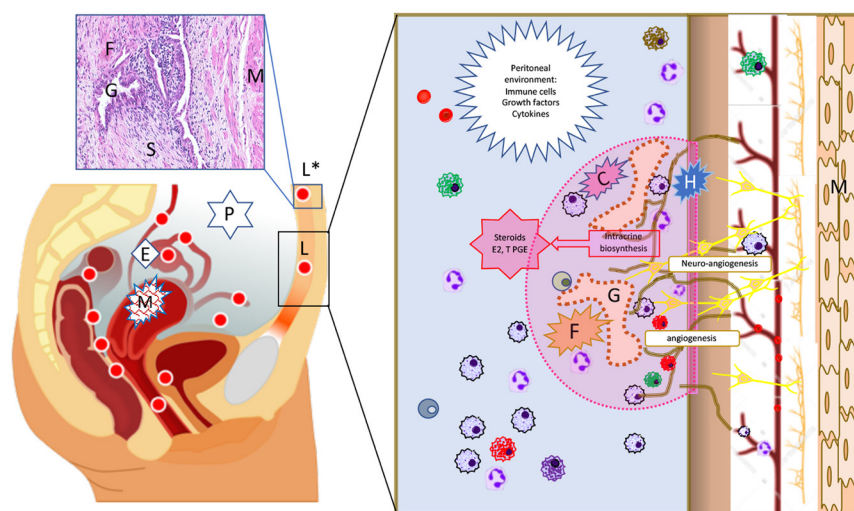 F
M
G
S
L*
P
L
E
M
Peritoneal
environment:
Immune cells
Growth factors
Cytokines
C
H
M
Steroids
E2, T PGE
Intracrine
biosynthesis
Neuro-angiogenesis
G
F
angiogenesis